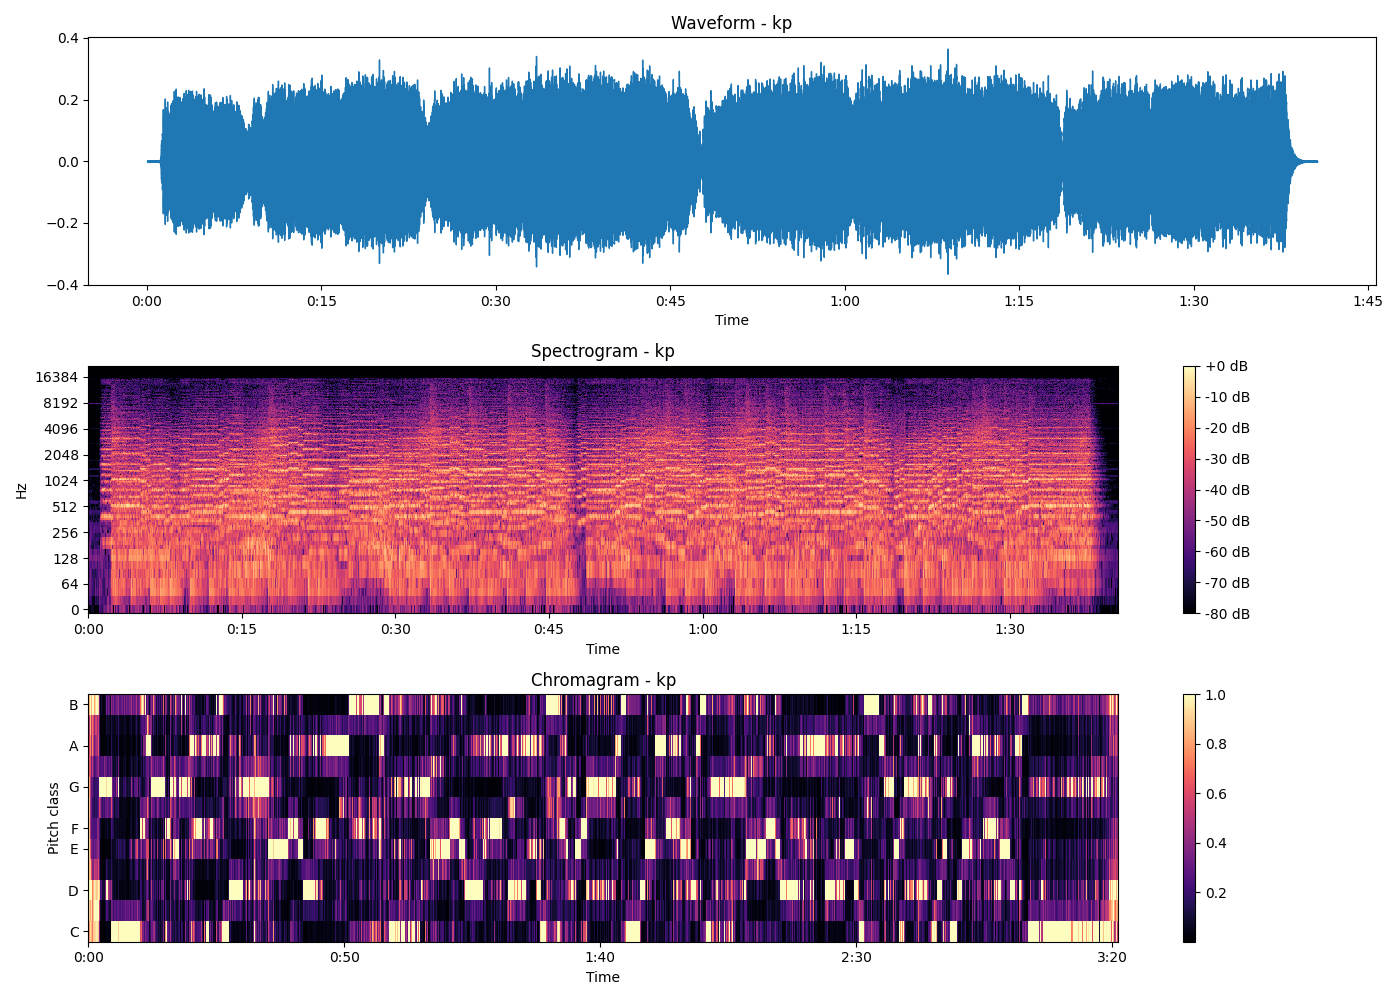 Waveform - kp
0.4
0.2
0.0
−0.2
−0.4
0:00 0:15 0:30 0:45 1:00 1:15 1:30 1:45
Time
Spectrogram - kp
Hz
16384
8192
4096
2048
1024
512
256
128
64
0
0:00 0:15 0:30 0:45 1:00 1:15 1:30
Time
+0 dB
-10 dB
-20 dB
-30 dB
-40 dB
-50 dB
-60 dB
-70 dB
-80 dB
Chromagram - kp
Pitch class
B
A
G
F
E
D
C
0:00 0:50 1:40 2:30 3:20
Time
1.0
0.8
0.6
0.4
0.2